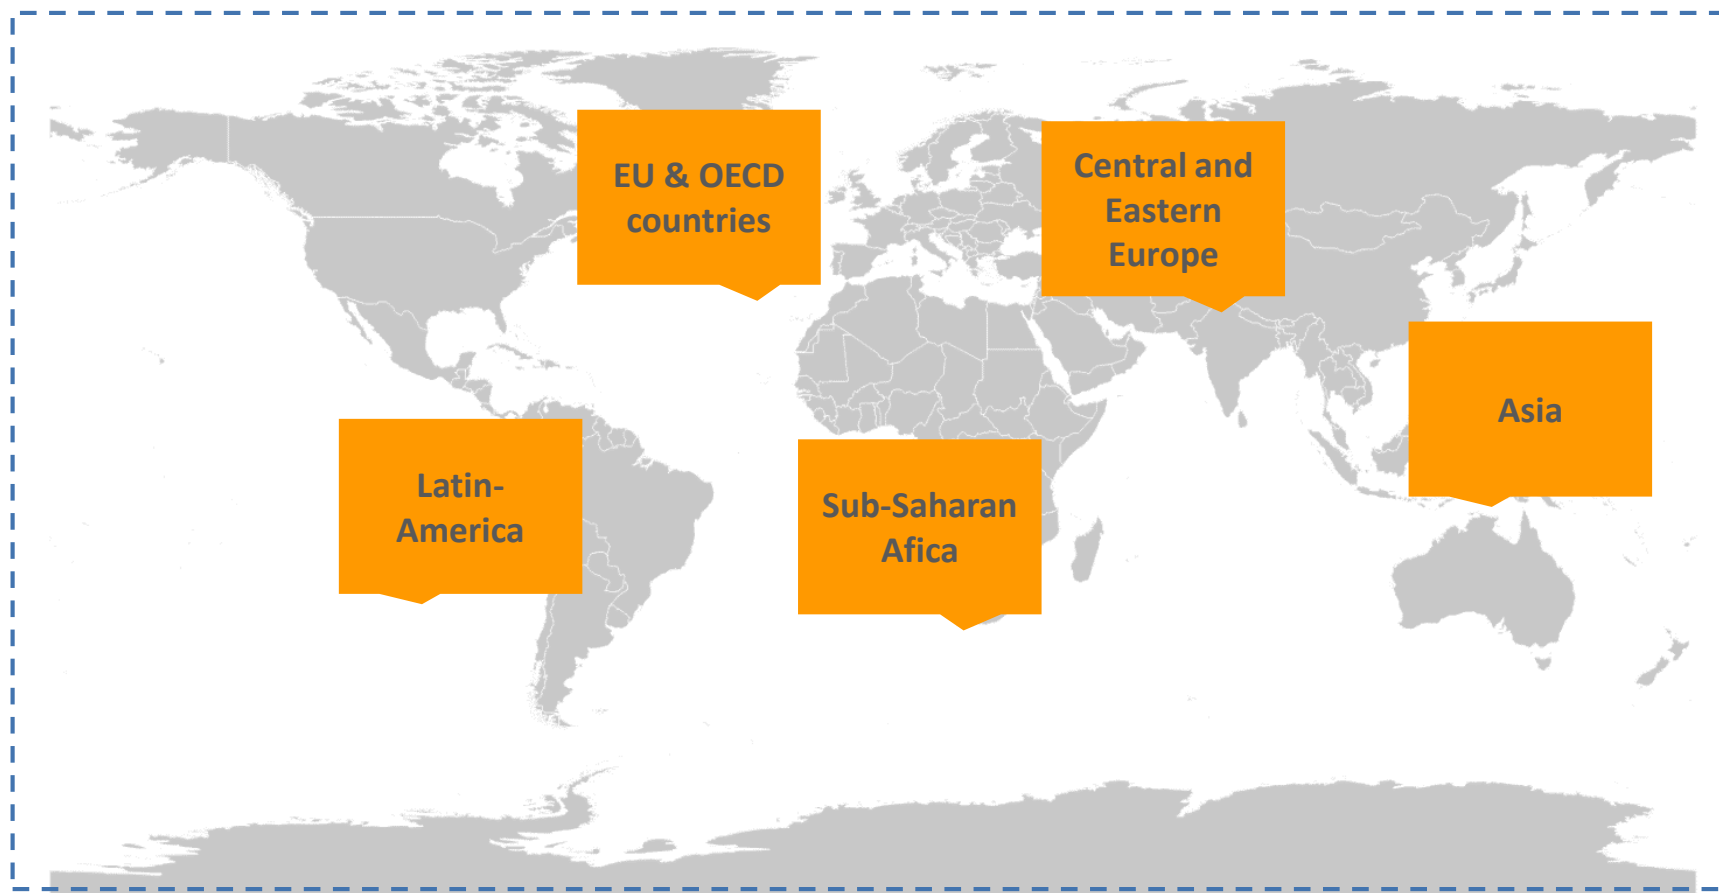 EU & OECD
countries
Central and
Eastern
Europe
Asia
Latin-
America
Sub-Saharan
Afica